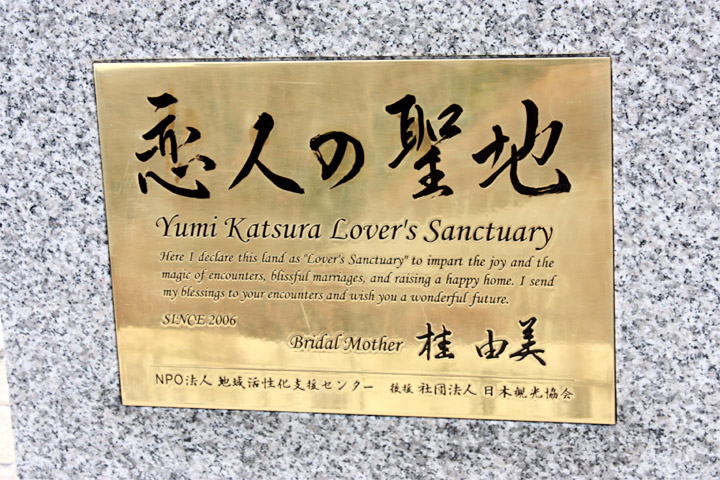 恋人の聖地
Yumi Katsura Lover's Sanctuary
Here I declare this land as "Lover's Sanctuary" to impart the joy and the
magic of encounters, blissful marriages, and raising a happy home. I send
my blessings to your encounters and wish you a wonderful future.
SINCE 2006
Bridal Mother 桂 由美
NPO法人 地域活性化支援センター 後援 社団法人 日本観光協会